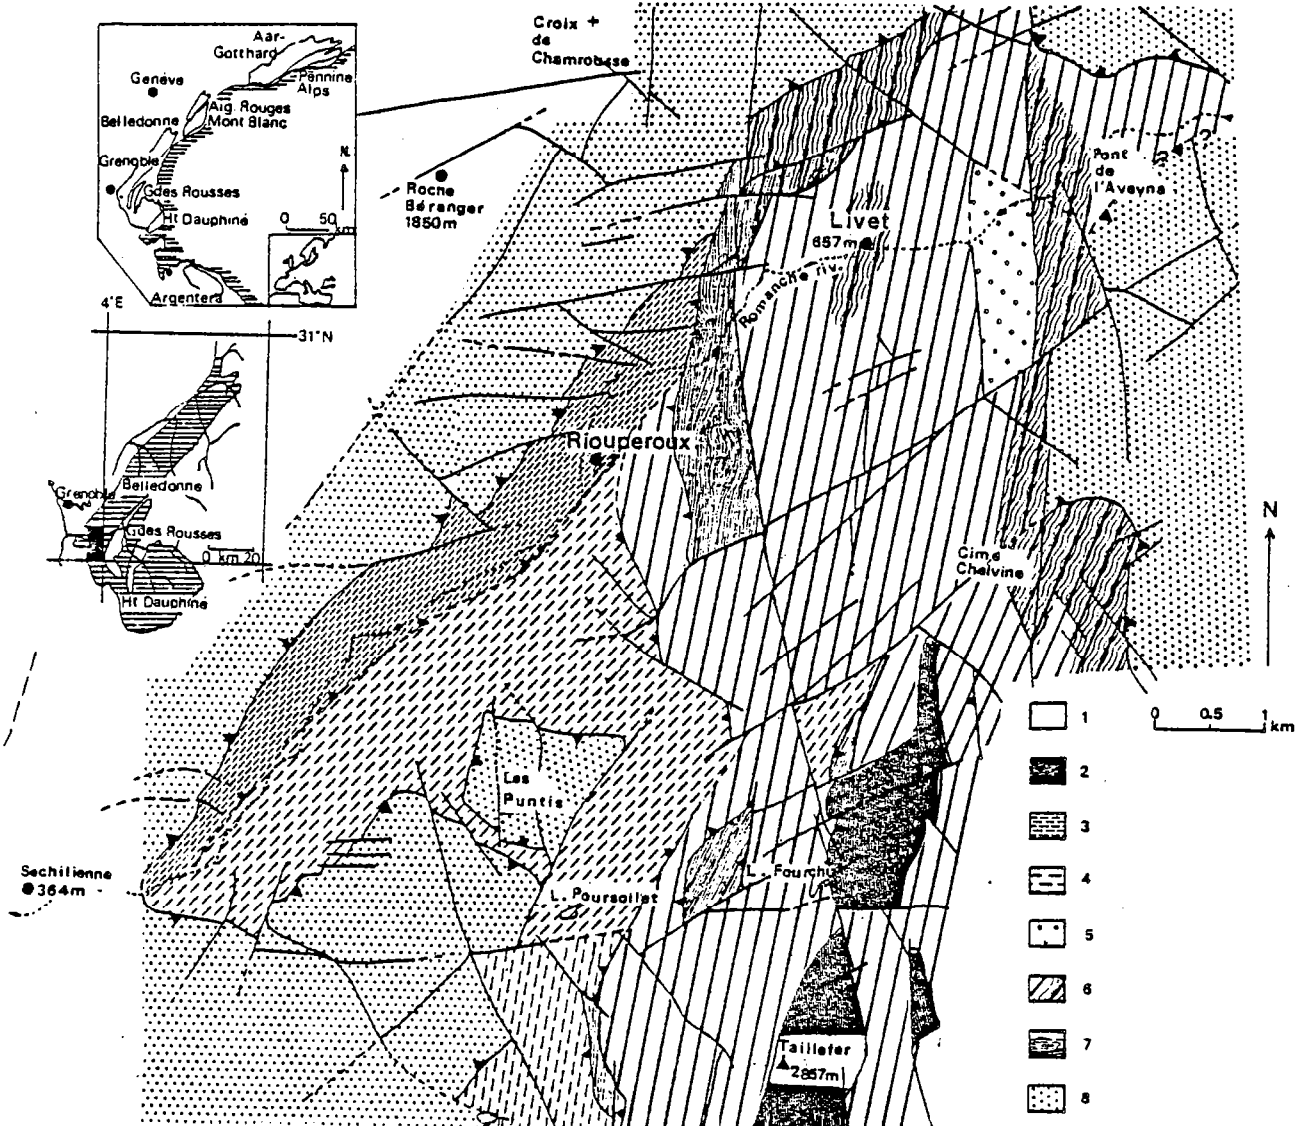 Aar-
Gotthard
Genève
Pennine
Alps
Aig. Rouges
Mont Blanc
Belledonne
Grenoble
N
Gdes Rousses
Ht Dauphiné
0 50
km
Argentera
4°E
31°N
Belledonne
Grenoble
Gdes Rousses
0 km 20
Ht Dauphiné
Croix +
de
Chamrousse
Roche
Béranger
1850m
Livet
657m
Romanche riv.
Pont
de
l'Aveyna
?
?
Riouperoux
Cime
Chalvine
N
Les
Puntis
L. Fourchu
L. Poursollet
Sechilienne
364m
Taillefer
2857m
0 0.5 1
km
1
2
3
4
5
6
7
8